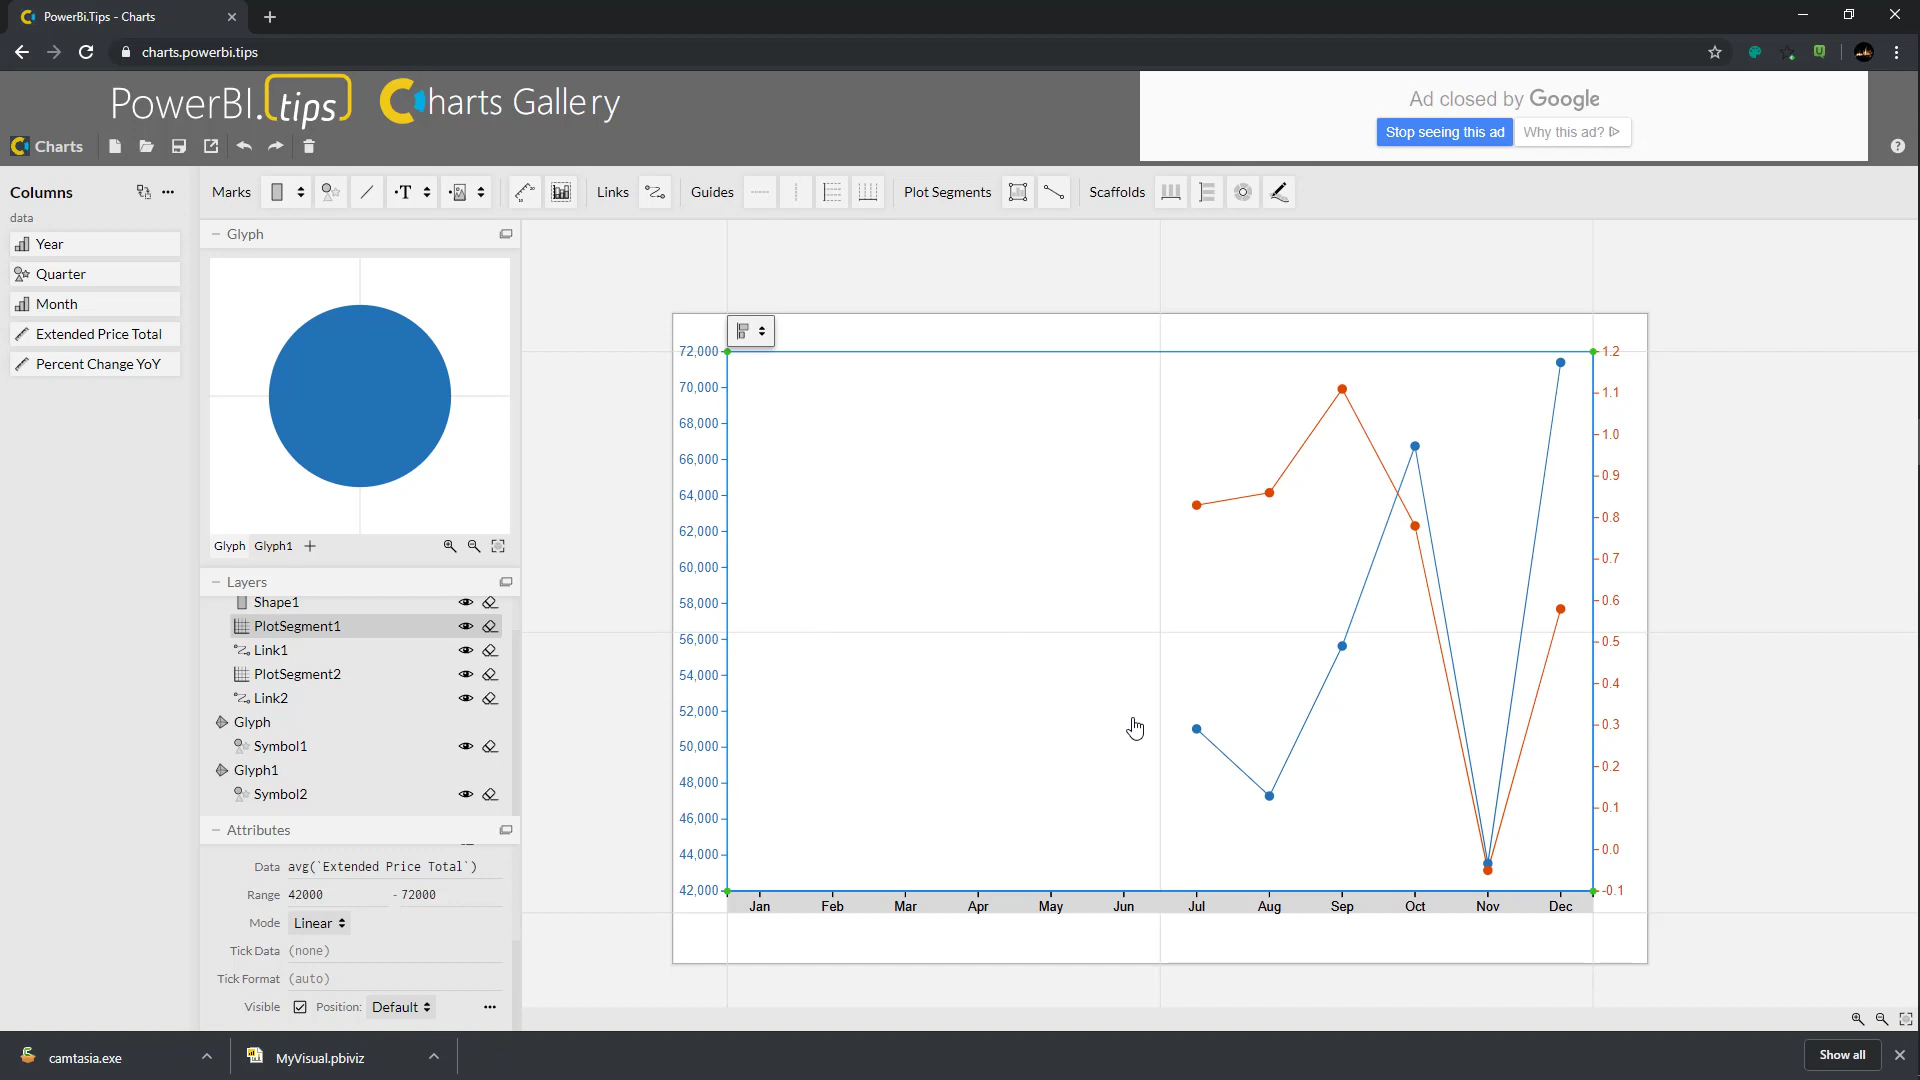 PowerBi.Tips - Charts
charts.powerbi.tips
PowerBI.tips Charts Gallery
Ad closed by Google
Stop seeing this ad
Why this ad?
Charts
Columns
data
Year
Quarter
Month
Extended Price Total
Percent Change YoY
Marks
T
Links
Guides
Plot Segments
Scaffolds
Glyph
Glyph
Glyph1
Layers
Shape1
PlotSegment1
Link1
PlotSegment2
Link2
Glyph
Symbol1
Glyph1
Symbol2
Attributes
Data avg(`Extended Price Total`)
Range 42000 - 72000
Mode Linear
Tick Data (none)
Tick Format (auto)
Visible Position: Default
72,000
70,000
68,000
66,000
64,000
62,000
60,000
58,000
56,000
54,000
52,000
50,000
48,000
46,000
44,000
42,000
1.2
1.1
1.0
0.9
0.8
0.7
0.6
0.5
0.4
0.3
0.2
0.1
0.0
-0.1
Jan Feb Mar Apr May Jun Jul Aug Sep Oct Nov Dec
camtasia.exe
MyVisual.pbiviz
Show all